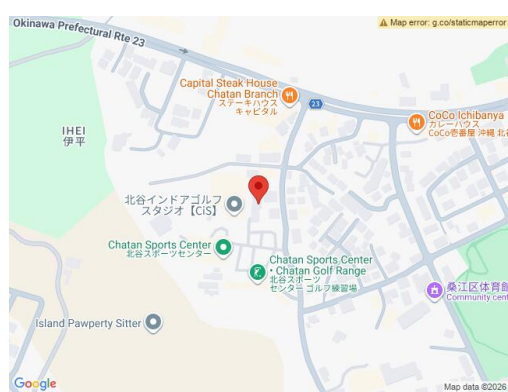 Okinawa Prefectural Rte 23
Map error: g.co/staticmaperror
Capital Steak House
Chatan Branch
ステーキハウス
キャピタル
23
CoCo Ichibanya
カレーハウス
CoCo壱番屋 沖縄 北谷
IHEI
伊平
北谷インドアゴルフ
スタジオ【CiS】
Chatan Sports Center
北谷スポーツセンター
Chatan Sports Center
・Chatan Golf Range
北谷スポーツ
センター ゴルフ練習場
桑江区体育館
Community cent
Island Pawperty Sitter
Google
Map data ©2026